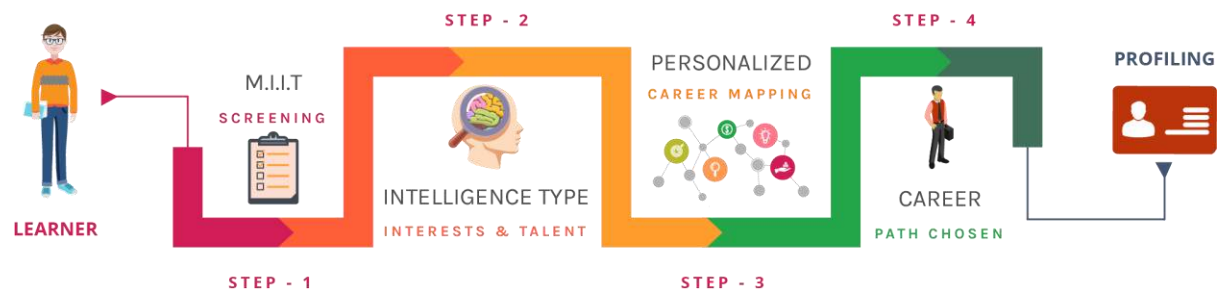 LEARNER
STEP - 1
M.I.I.T
SCREENING
STEP - 2
INTELLIGENCE TYPE
INTERESTS & TALENT
STEP - 3
PERSONALIZED
CAREER MAPPING
STEP - 4
CAREER
PATH CHOSEN
PROFILING